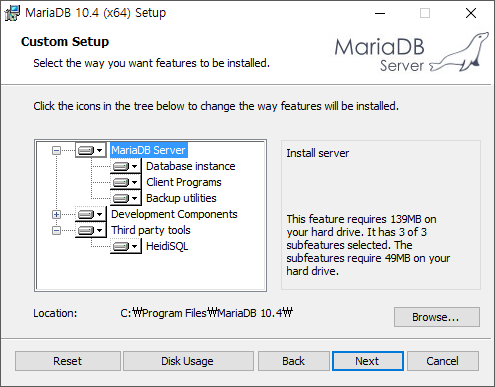 MariaDB 10.4 (x64) Setup
Custom Setup
Select the way you want features to be installed.
MariaDB
Server
Click the icons in the tree below to change the way features will be installed.
MariaDB Server
Database instance
Client Programs
Backup utilities
Development Components
Third party tools
HeidiSQL
Install server
This feature requires 139MB on
your hard drive. It has 3 of 3
subfeatures selected. The
subfeatures require 49MB on your
hard drive.
Location: C:₩Program Files₩MariaDB 10.4₩
Browse...
Reset Disk Usage Back Next Cancel